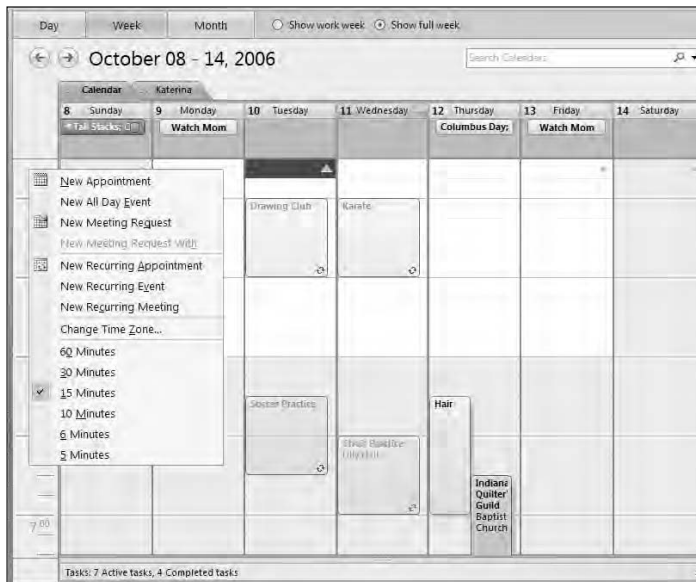 Day Week Month Show work week Show full week
October 08 - 14, 2006 Search Calendars
Calendar Katerina
8 Sunday 9 Monday 10 Tuesday 11 Wednesday 12 Thursday 13 Friday 14 Saturday
Tall Stacks; Watch Mom Columbus Day; Watch Mom
New Appointment
New All Day Event
New Meeting Request
New Meeting Request With
New Recurring Appointment
New Recurring Event
New Recurring Meeting
Change Time Zone...
60 Minutes
30 Minutes
15 Minutes
10 Minutes
6 Minutes
5 Minutes
Drawing Club Karate
Soccer Practice Hair
Indiana
Quilter'
Guild
Baptist
Church
7 00
Tasks: 7 Active tasks, 4 Completed tasks